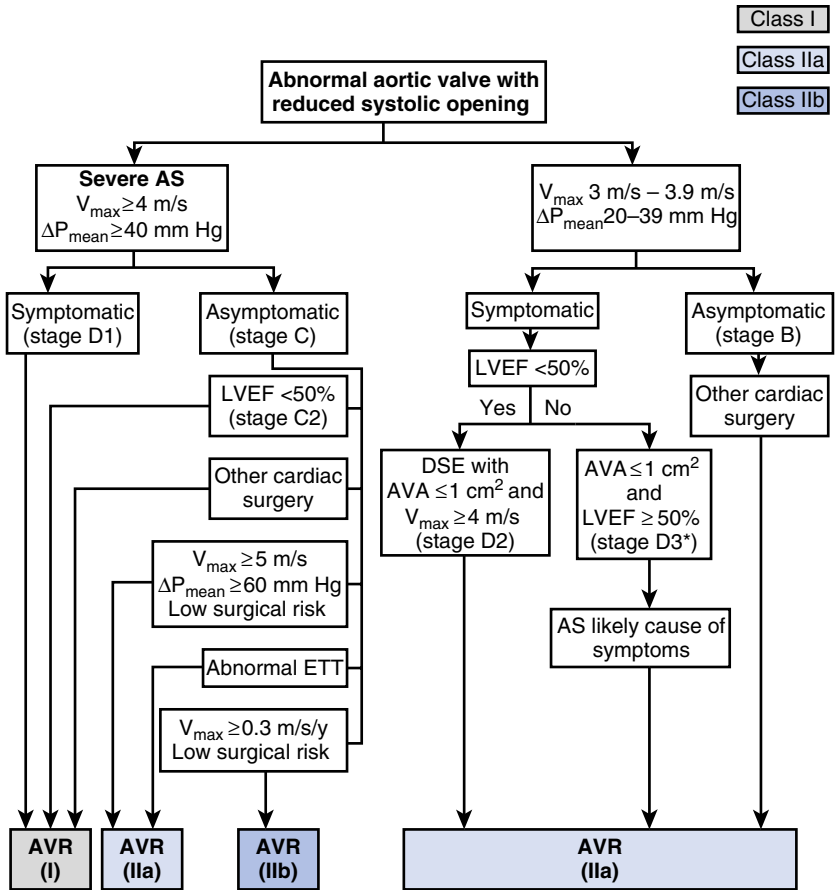 Class I
Class IIa
Class IIb
Abnormal aortic valve with
reduced systolic opening
Severe AS
Vmax ≥4 m/s
ΔPmean ≥40 mm Hg
Vmax 3 m/s – 3.9 m/s
ΔPmean 20–39 mm Hg
Symptomatic
(stage D1)
Asymptomatic
(stage C)
Symptomatic
Asymptomatic
(stage B)
LVEF <50%
(stage C2)
LVEF <50%
Other cardiac
surgery
Yes
No
Other cardiac
surgery
DSE with
AVA ≤1 cm² and
Vmax ≥4 m/s
(stage D2)
AVA ≤1 cm²
and
LVEF ≥ 50%
(stage D3*)
Vmax ≥5 m/s
ΔPmean ≥60 mm Hg
Low surgical risk
AS likely cause of
symptoms
Abnormal ETT
Vmax ≥0.3 m/s/y
Low surgical risk
AVR
(I)
AVR
(IIa)
AVR
(IIb)
AVR
(IIa)